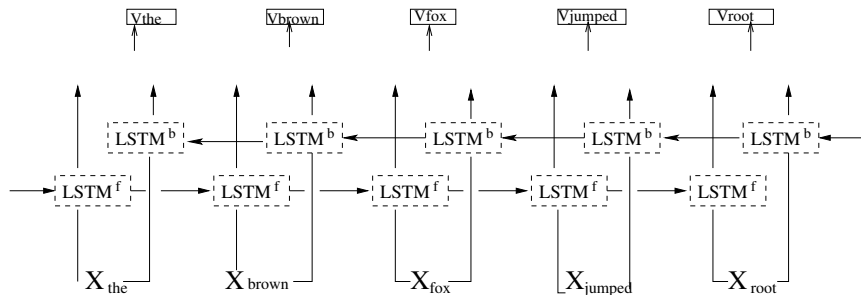 Vthe Vbrown Vfox Vjumped Vroot
LSTM^b LSTM^b LSTM^b LSTM^b LSTM^b
LSTM^f LSTM^f LSTM^f LSTM^f LSTM^f
X the X brown X fox X jumped X root